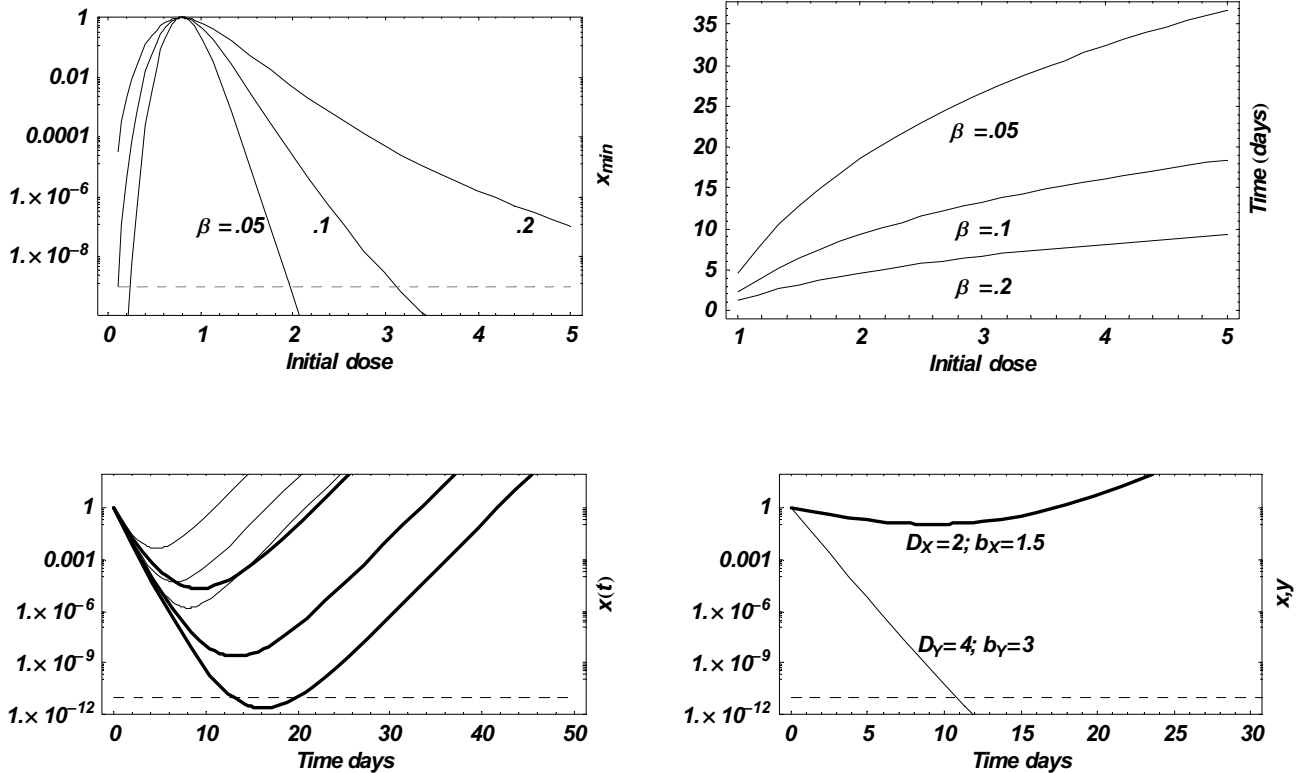 1
0.01
0.0001
1.×10⁻⁶
1.×10⁻⁸
β=.05
.1
.2
0 1 2 3 4 5
Initial dose
x_min
35
30
25
20
15
10
5
0
β=.05
β=.1
β=.2
1 2 3 4 5
Initial dose
Time (days)
1
0.001
1.×10⁻⁶
1.×10⁻⁹
1.×10⁻¹²
0 10 20 30 40 50
Time days
x(t)
1
0.001
1.×10⁻⁶
1.×10⁻⁹
1.×10⁻¹²
D_X=2; b_X=1.5
D_Y=4; b_Y=3
0 5 10 15 20 25 30
Time days
x,y